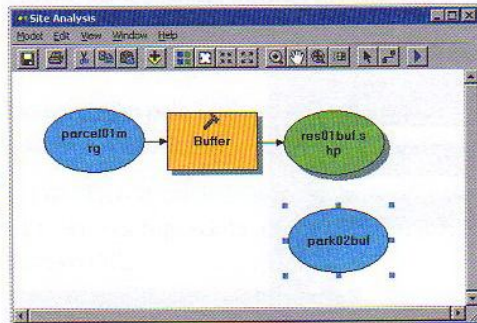 Site Analysis
Model Edit View Window Help
parcel01m
rg
Buffer
res01buf.s
hp
park02buf